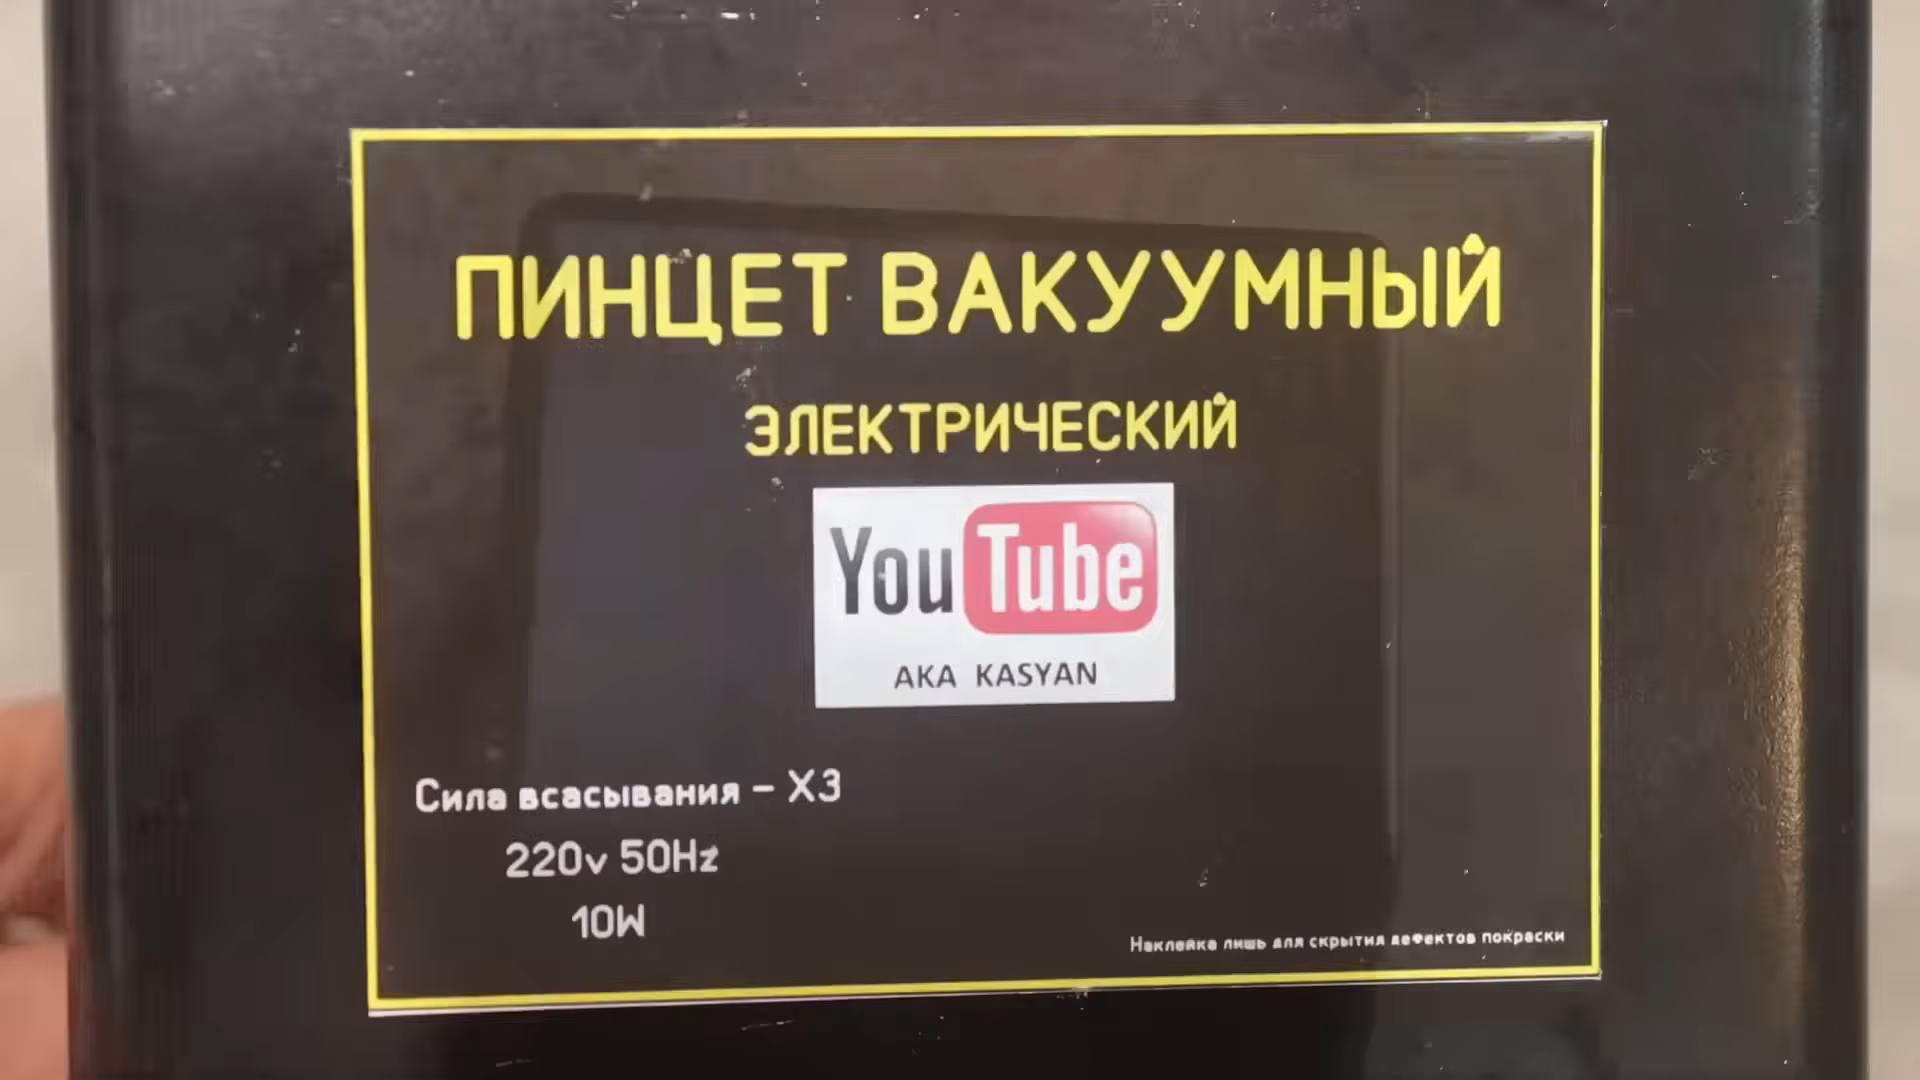 ПИНЦЕТ ВАКУУМНЫЙ
ЭЛЕКТРИЧЕСКИЙ
YouTube
AKA KASYAN
Сила всасывания – X3
220v 50Hz
10W
Наклейка лишь для скрытия дефектов покраски